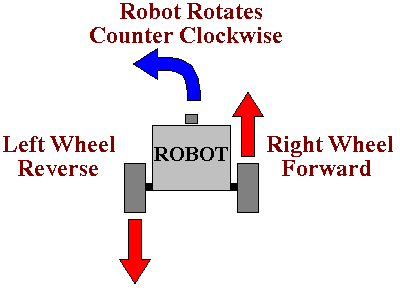 Robot Rotates
Counter Clockwise
Left Wheel
Reverse
ROBOT
Right Wheel
Forward